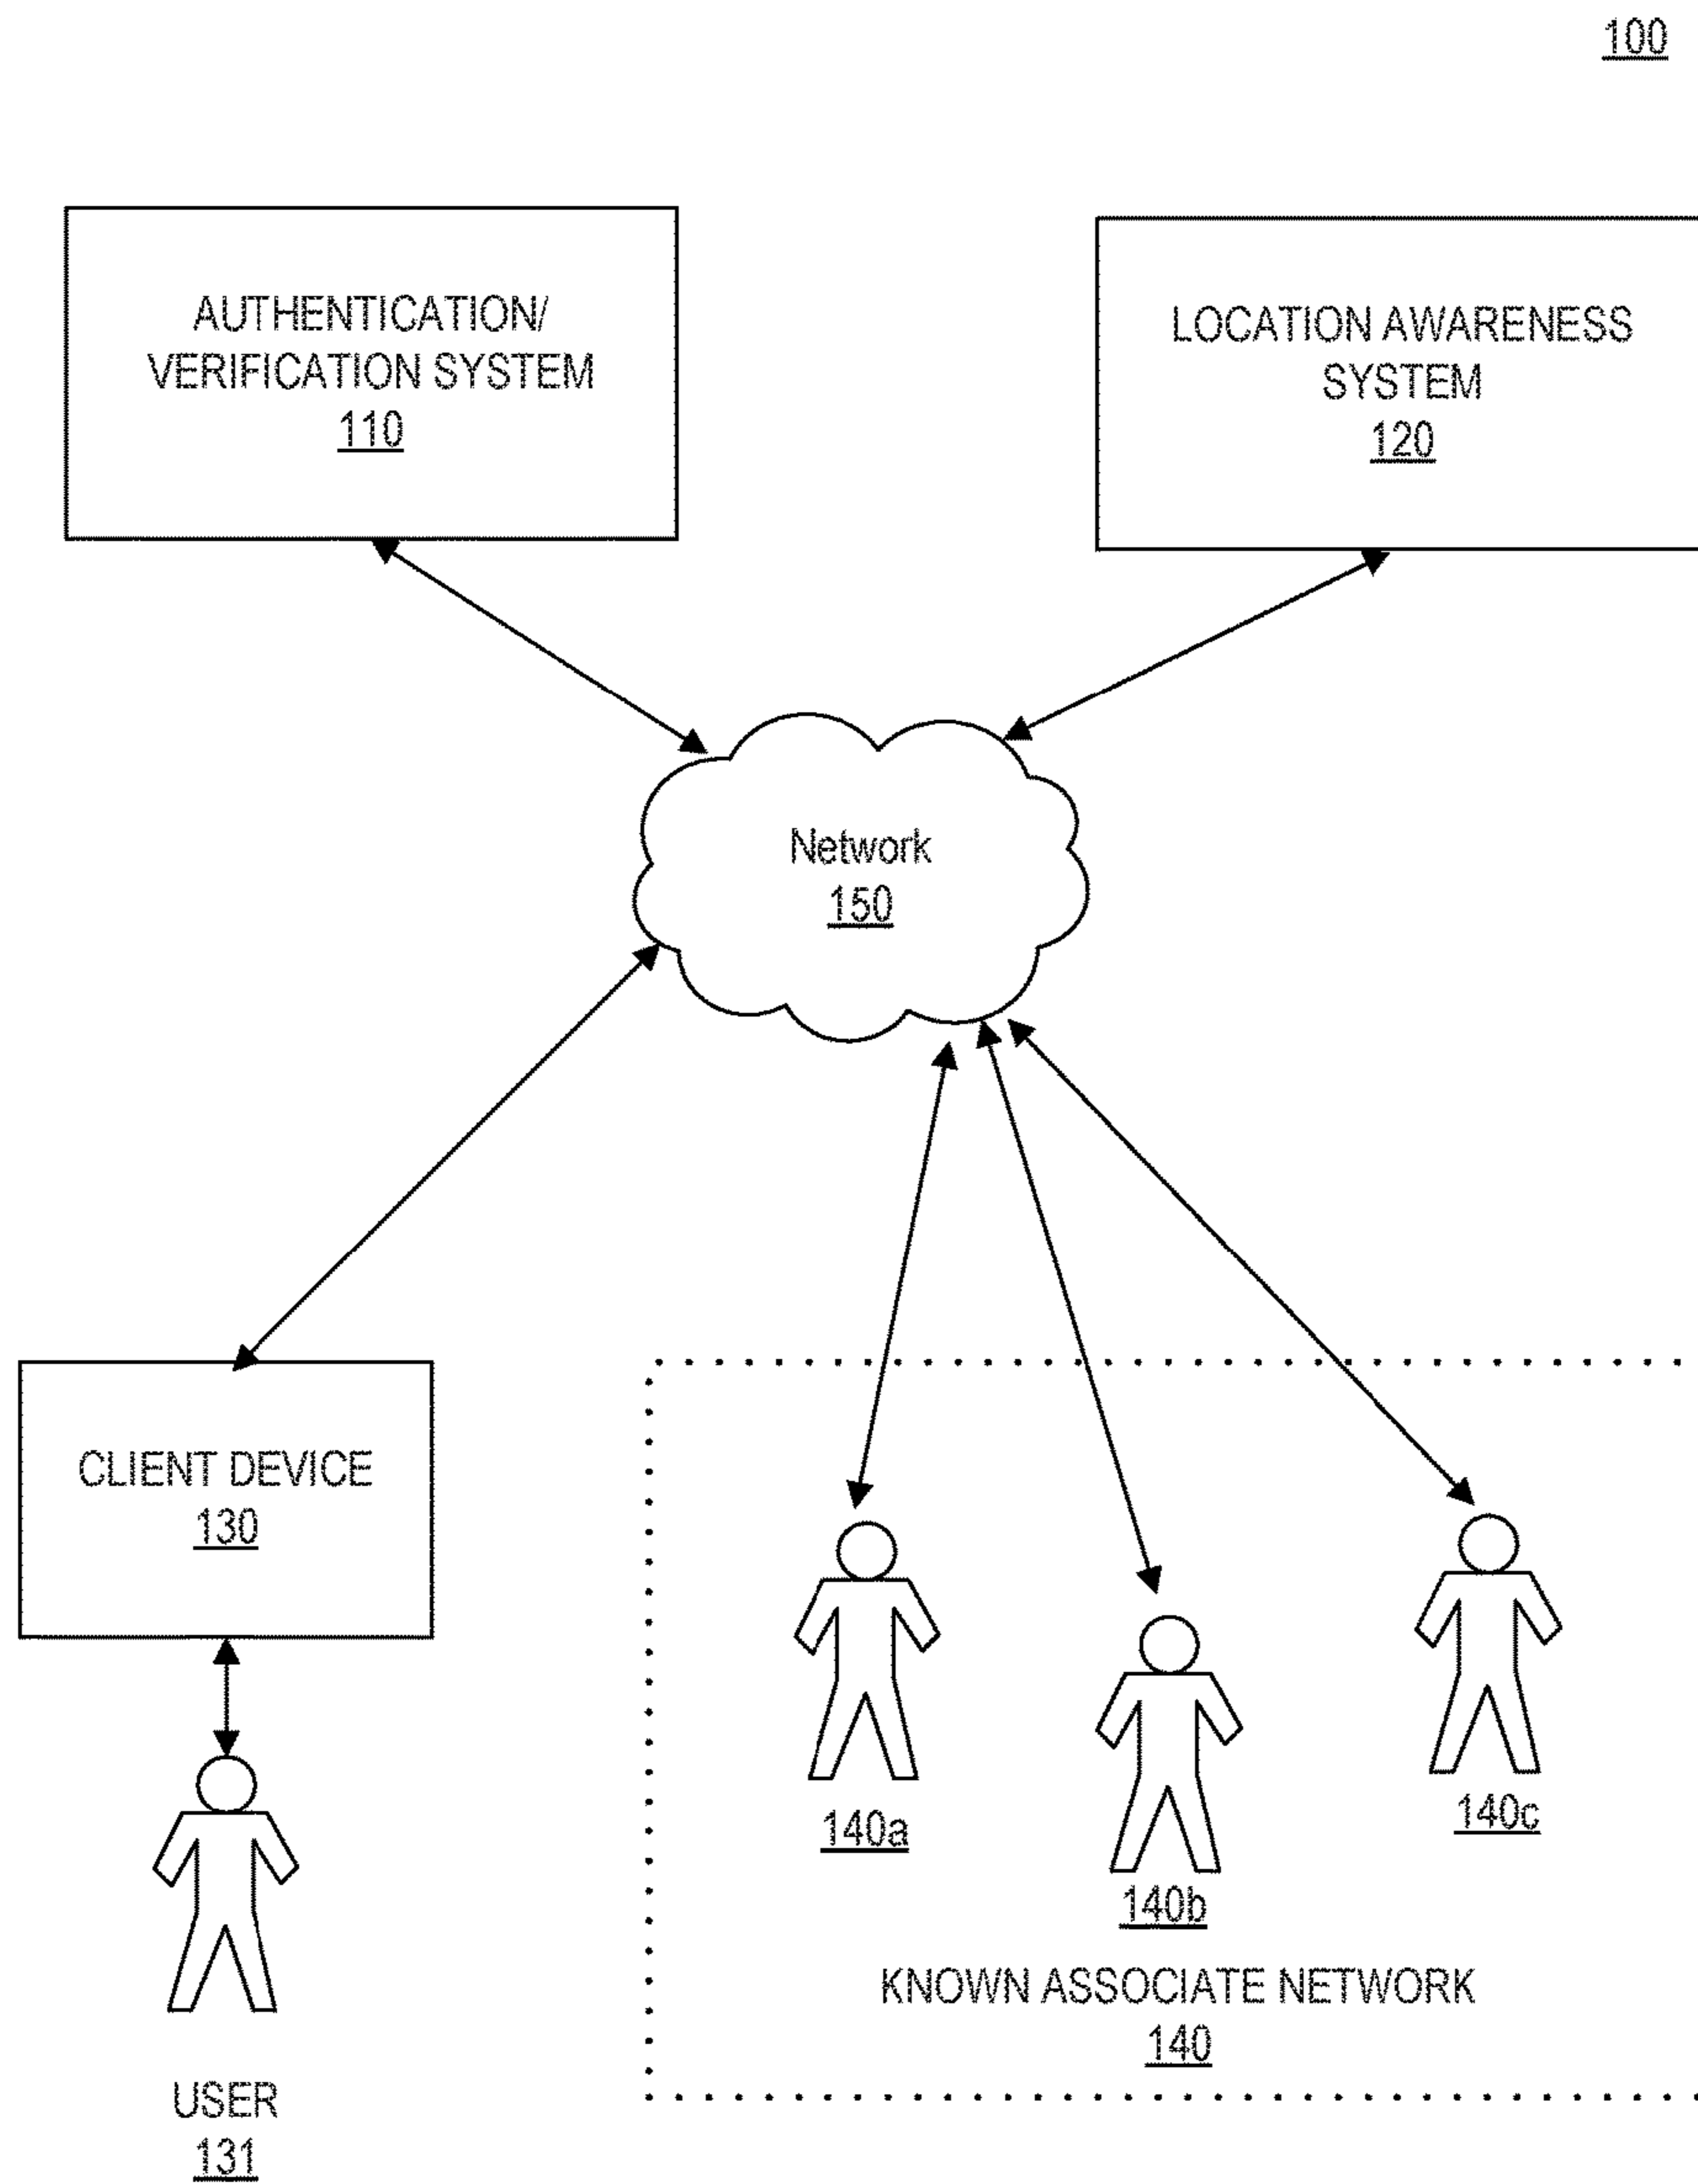 100
AUTHENTICATION/
VERIFICATION SYSTEM
110
LOCATION AWARENESS
SYSTEM
120
Network
150
CLIENT DEVICE
130
140a
140b
140c
KNOWN ASSOCIATE NETWORK
140
USER
131